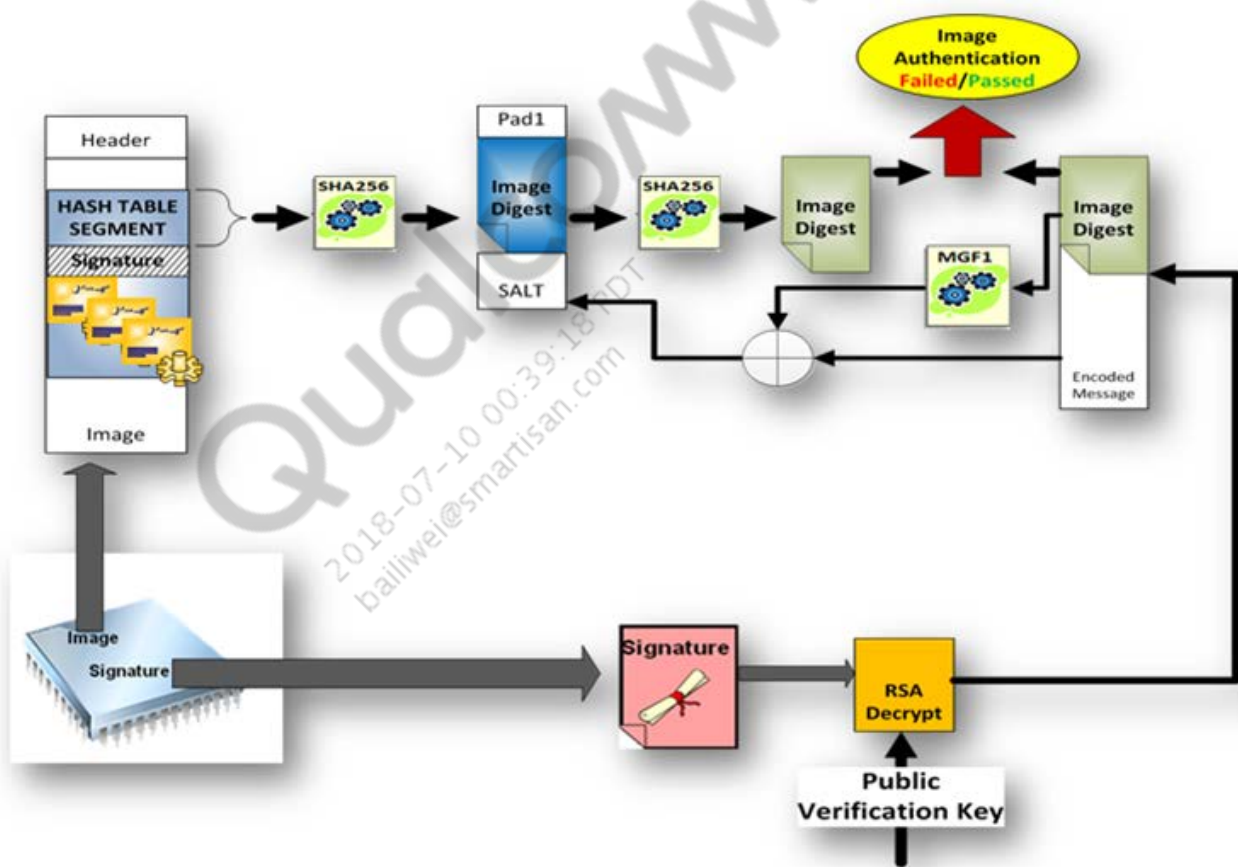 Image
Authentication
Failed/Passed
Header
HASH TABLE
SEGMENT
Signature
Image
SHA256
Pad1
Image
Digest
SALT
SHA256
Image
Digest
Image
Digest
MGF1
Encoded
Message
Image
Signature
Signature
RSA
Decrypt
Public
Verification Key
2018-07-10 00:39:18 PDT
bailiwei@smartisan.com